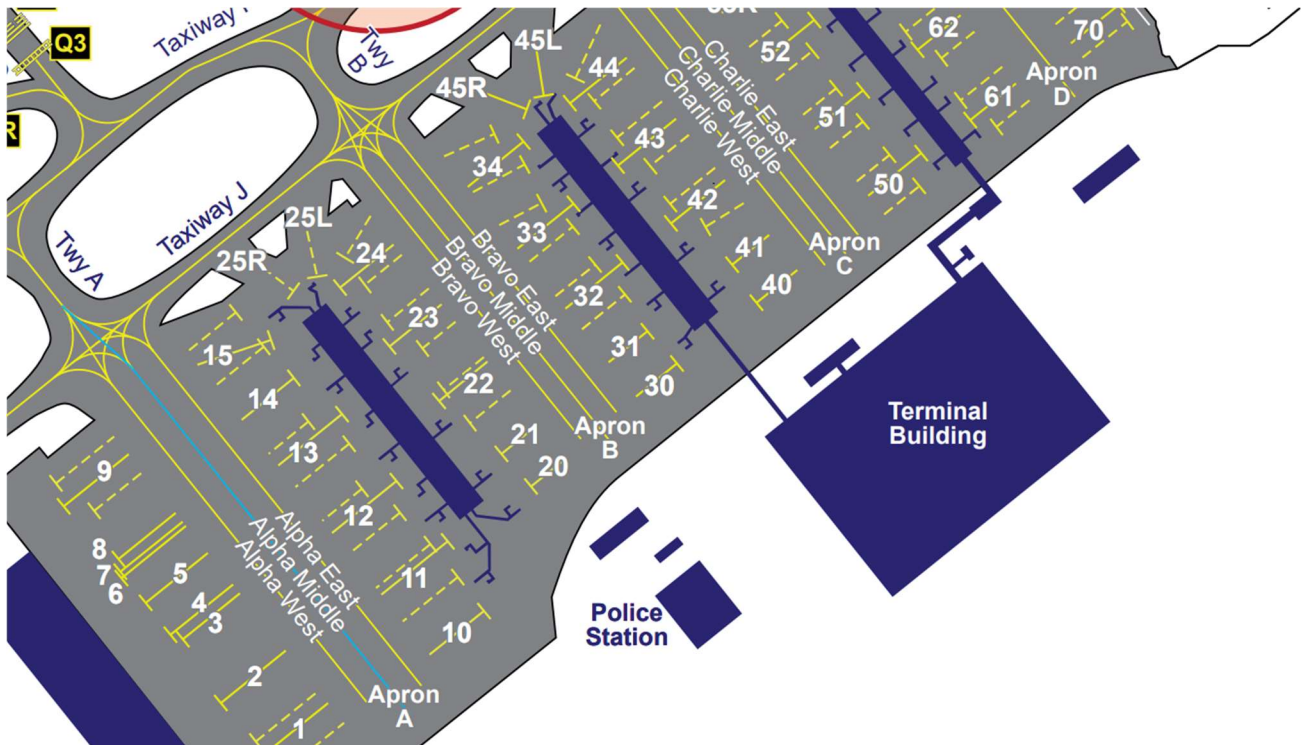 Q3
R
Taxiway
Twy
B
45L
45R
44
43
42
41
40
34
33
32
31
30
52
51
50
62
61
70
Apron
D
Charlie East
Charlie Middle
Charlie West
Apron
C
Twy A
Taxiway J
25L
25R
24
23
22
21
20
Bravo East
Bravo Middle
Bravo West
Apron
B
15
14
13
12
11
10
Alpha East
Alpha Middle
Alpha West
Apron
A
9
8
7
6
5
4
3
2
1
Terminal
Building
Police
Station